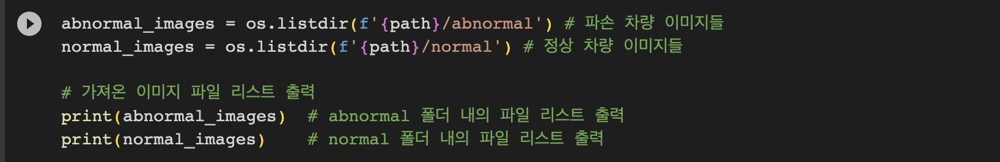 abnormal_images = os.listdir(f'{path}/abnormal') # 파손 차량 이미지들
normal_images = os.listdir(f'{path}/normal') # 정상 차량 이미지들
# 가져온 이미지 파일 리스트 출력
print(abnormal_images)  # abnormal 폴더 내의 파일 리스트 출력
print(normal_images)    # normal 폴더 내의 파일 리스트 출력